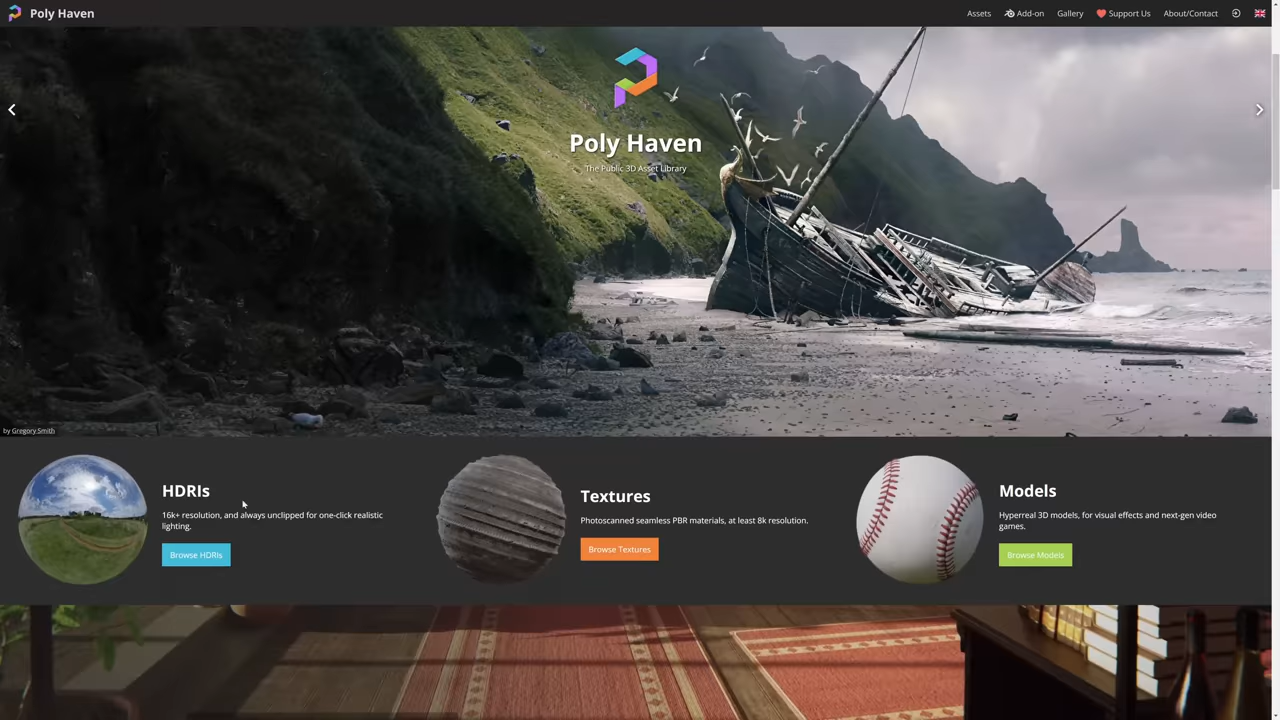 Poly Haven
Assets
Add-on
Gallery
Support Us
About/Contact
Poly Haven
The Public 3D Asset Library
by Gregory Smith
HDRIs
16k+ resolution, and always unclipped for one-click realistic
lighting.
Browse HDRIs
Textures
Photoscanned seamless PBR materials, at least 8k resolution.
Browse Textures
Models
Hyperreal 3D models, for visual effects and next-gen video
games.
Browse Models